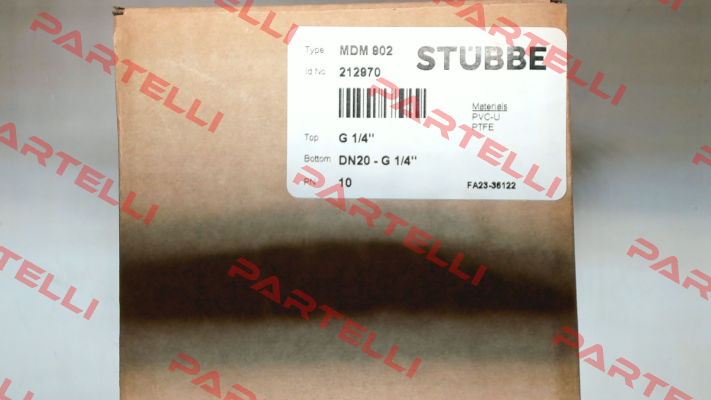 STÜBBE
Type MDM 902
Id No 212970
Materials
PVC-U
PTFE
Top G 1/4"
Bottom DN20 - G 1/4"
PN 10
FA23-36122
PARTELLI
PARTELLI
PARTELLI
PARTELLI
PARTELLI
PARTELLI
PARTELLI
PARTELLI
PARTELLI